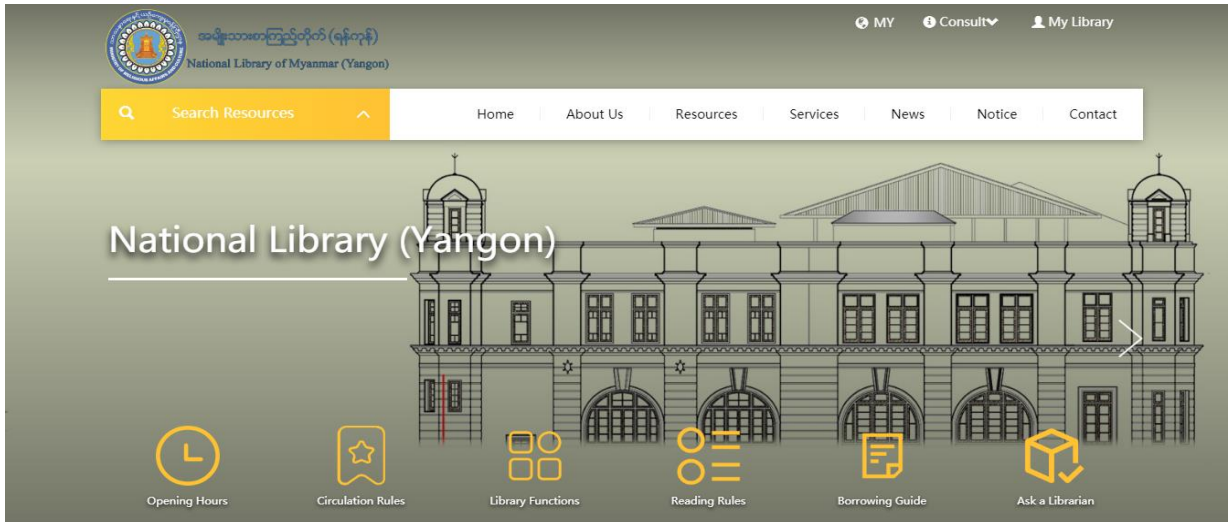 အမျိုးသားစာကြည့်တိုက် (ရန်ကုန်)
National Library of Myanmar (Yangon)
MY Consult My Library
Search Resources Home About Us Resources Services News Notice Contact
National Library (Yangon)
Opening Hours Circulation Rules Library Functions Reading Rules Borrowing Guide Ask a Librarian